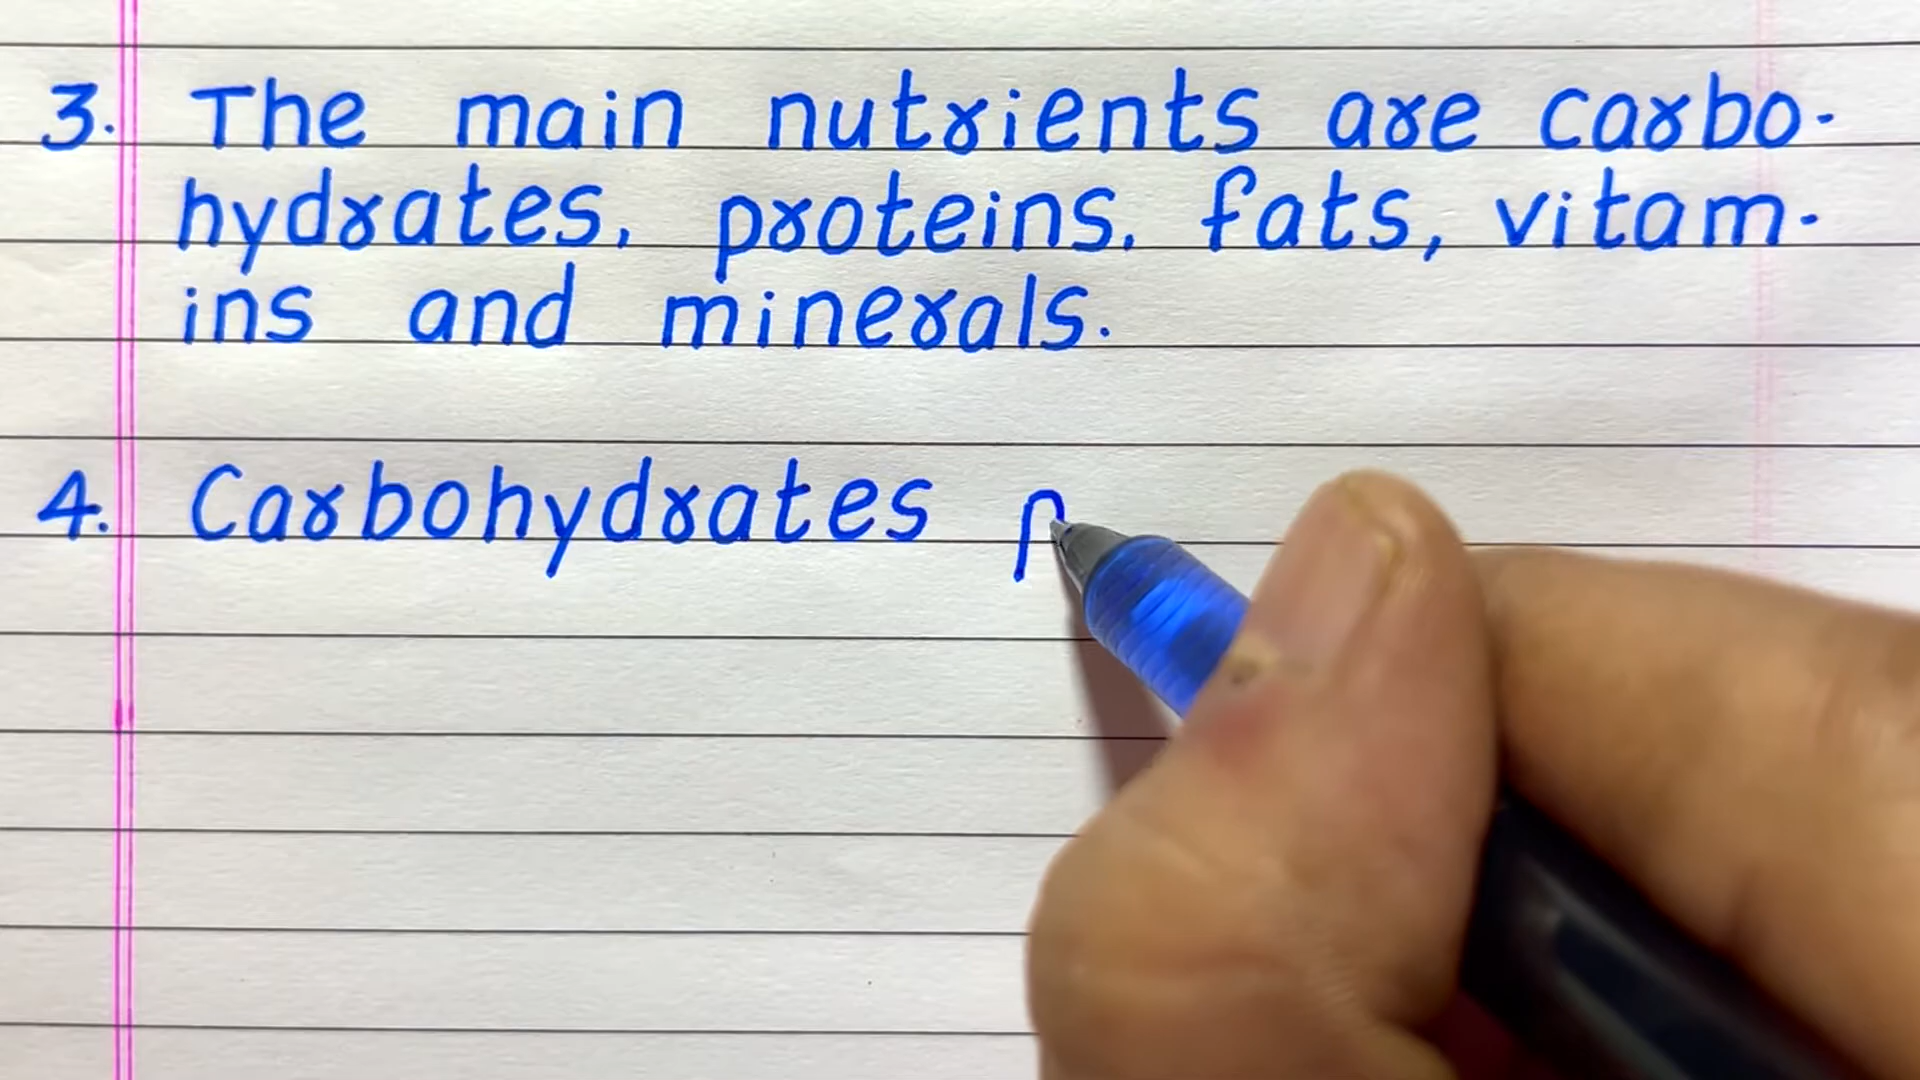 3. The main nutrients are carbo-
hydrates, proteins, fats, vitam-
ins and minerals.
4. Carbohydrates p